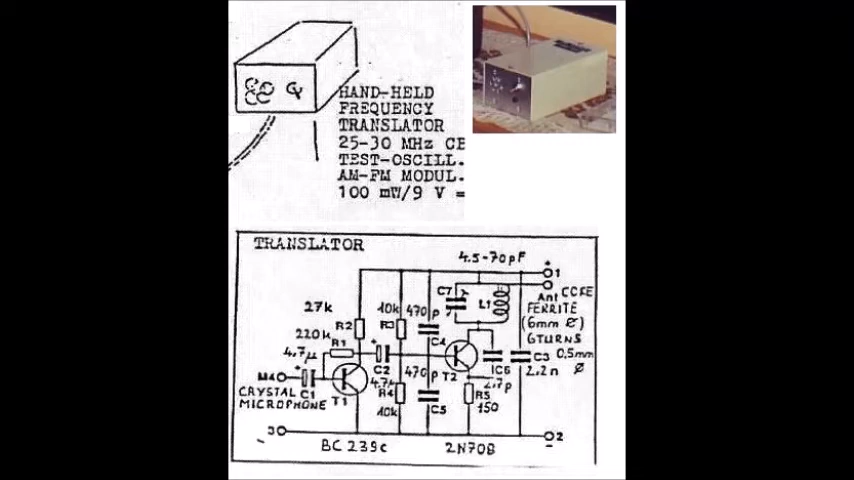 HAND-HELD
FREQUENCY
TRANSLATOR
25-30 MHz CB
TEST-OSCILL.
AM-FM MODUL.
100 mW/9 V =
TRANSLATOR
4.5-70pF
+
1
C7
L1
Ant
CORE
FERRITE
(6mm Ø)
6TURNS
0.5mm
Ø
27k
R2
10k
R3
470p
C4
220k
R1
4.7µ
+
C2
4.7µ
470p
T2
C6
2.7p
C3
2.2n
M4
+
C1
CRYSTAL
MICROPHONE
T1
R4
10k
C5
R5
150
3
2
-
BC 239c
2N708